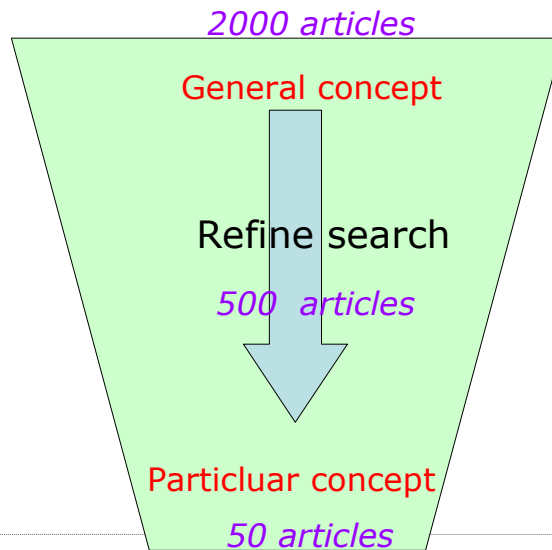 2000 articles
General concept
Refine search
500 articles
Particluar concept
50 articles